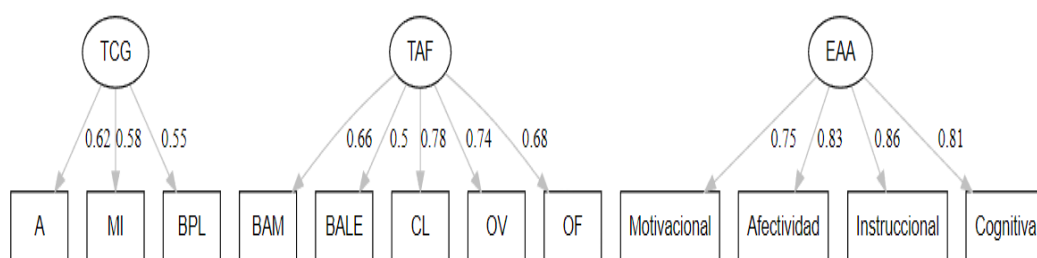 TCG TAF EAA
0.62 0.58 0.55 0.66 0.5 0.78 0.74 0.68 0.75 0.83 0.86 0.81
A MI BPL BAM BALE CL OV OF Motivacional Afectividad Instruccional Cognitiva